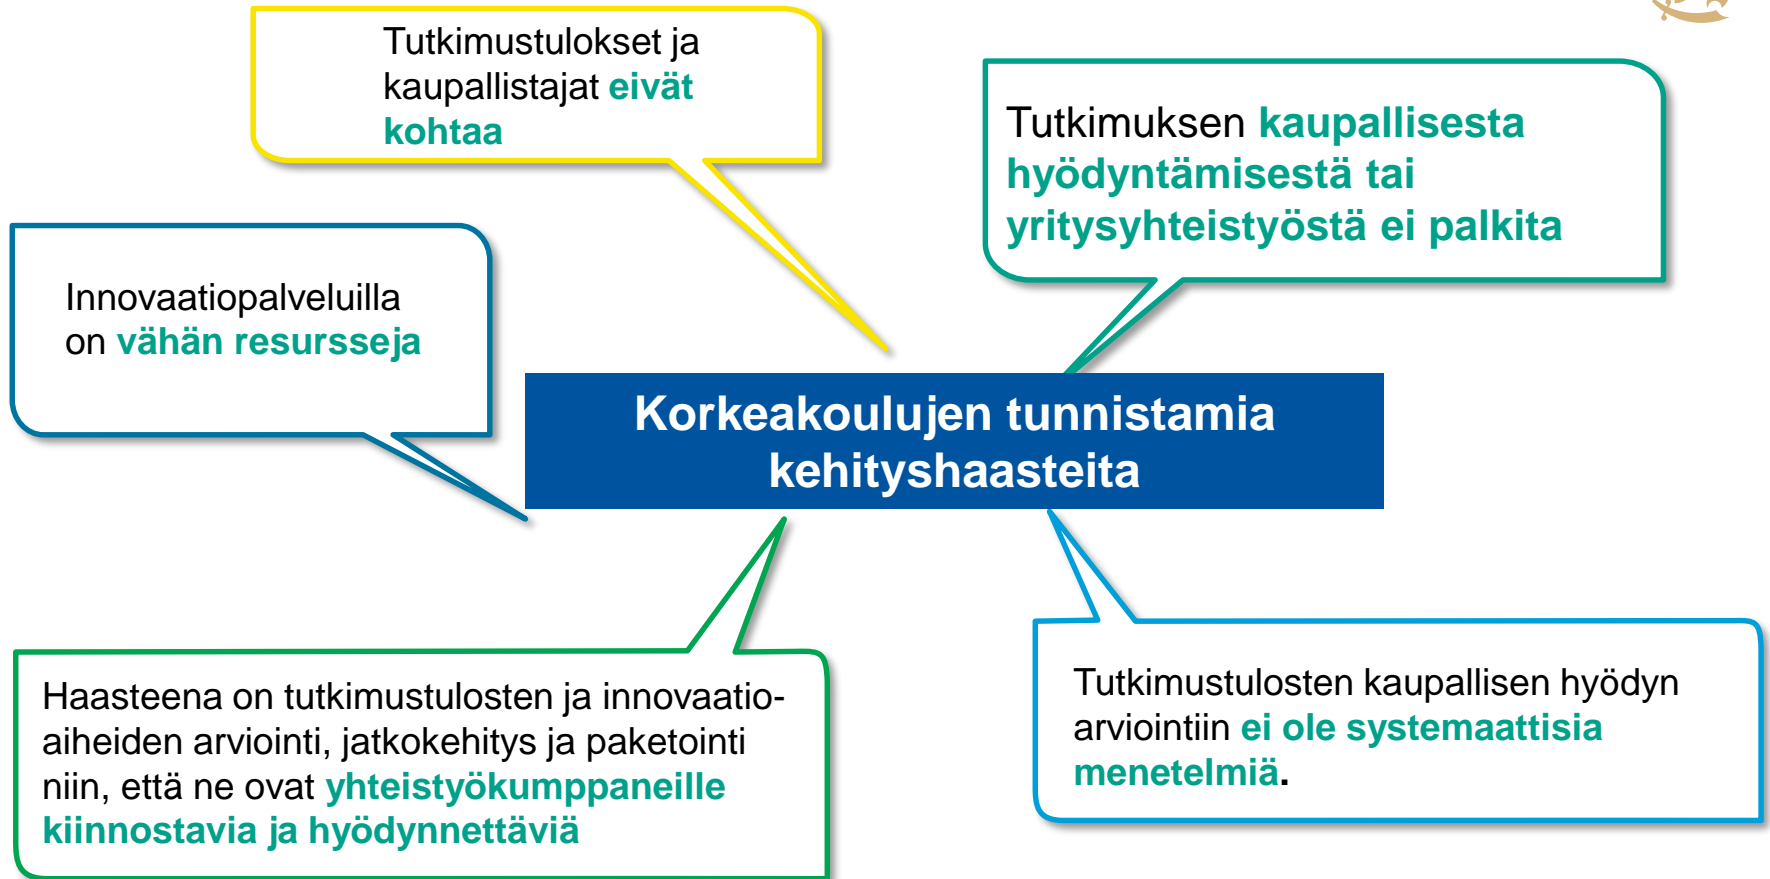 Tutkimustulokset ja
kaupallistajat eivät
kohtaa
Tutkimuksen kaupallisesta
hyödyntämisestä tai
yritysyhteistyöstä ei palkita
Innovaatiopalveluilla
on vähän resursseja
Korkeakoulujen tunnistamia
kehityshaasteita
Haasteena on tutkimustulosten ja innovaatio-
aiheiden arviointi, jatkokehitys ja paketointi
niin, että ne ovat yhteistyökumppaneille
kiinnostavia ja hyödynnettäviä
Tutkimustulosten kaupallisen hyödyn
arviointiin ei ole systemaattisia
menetelmiä.